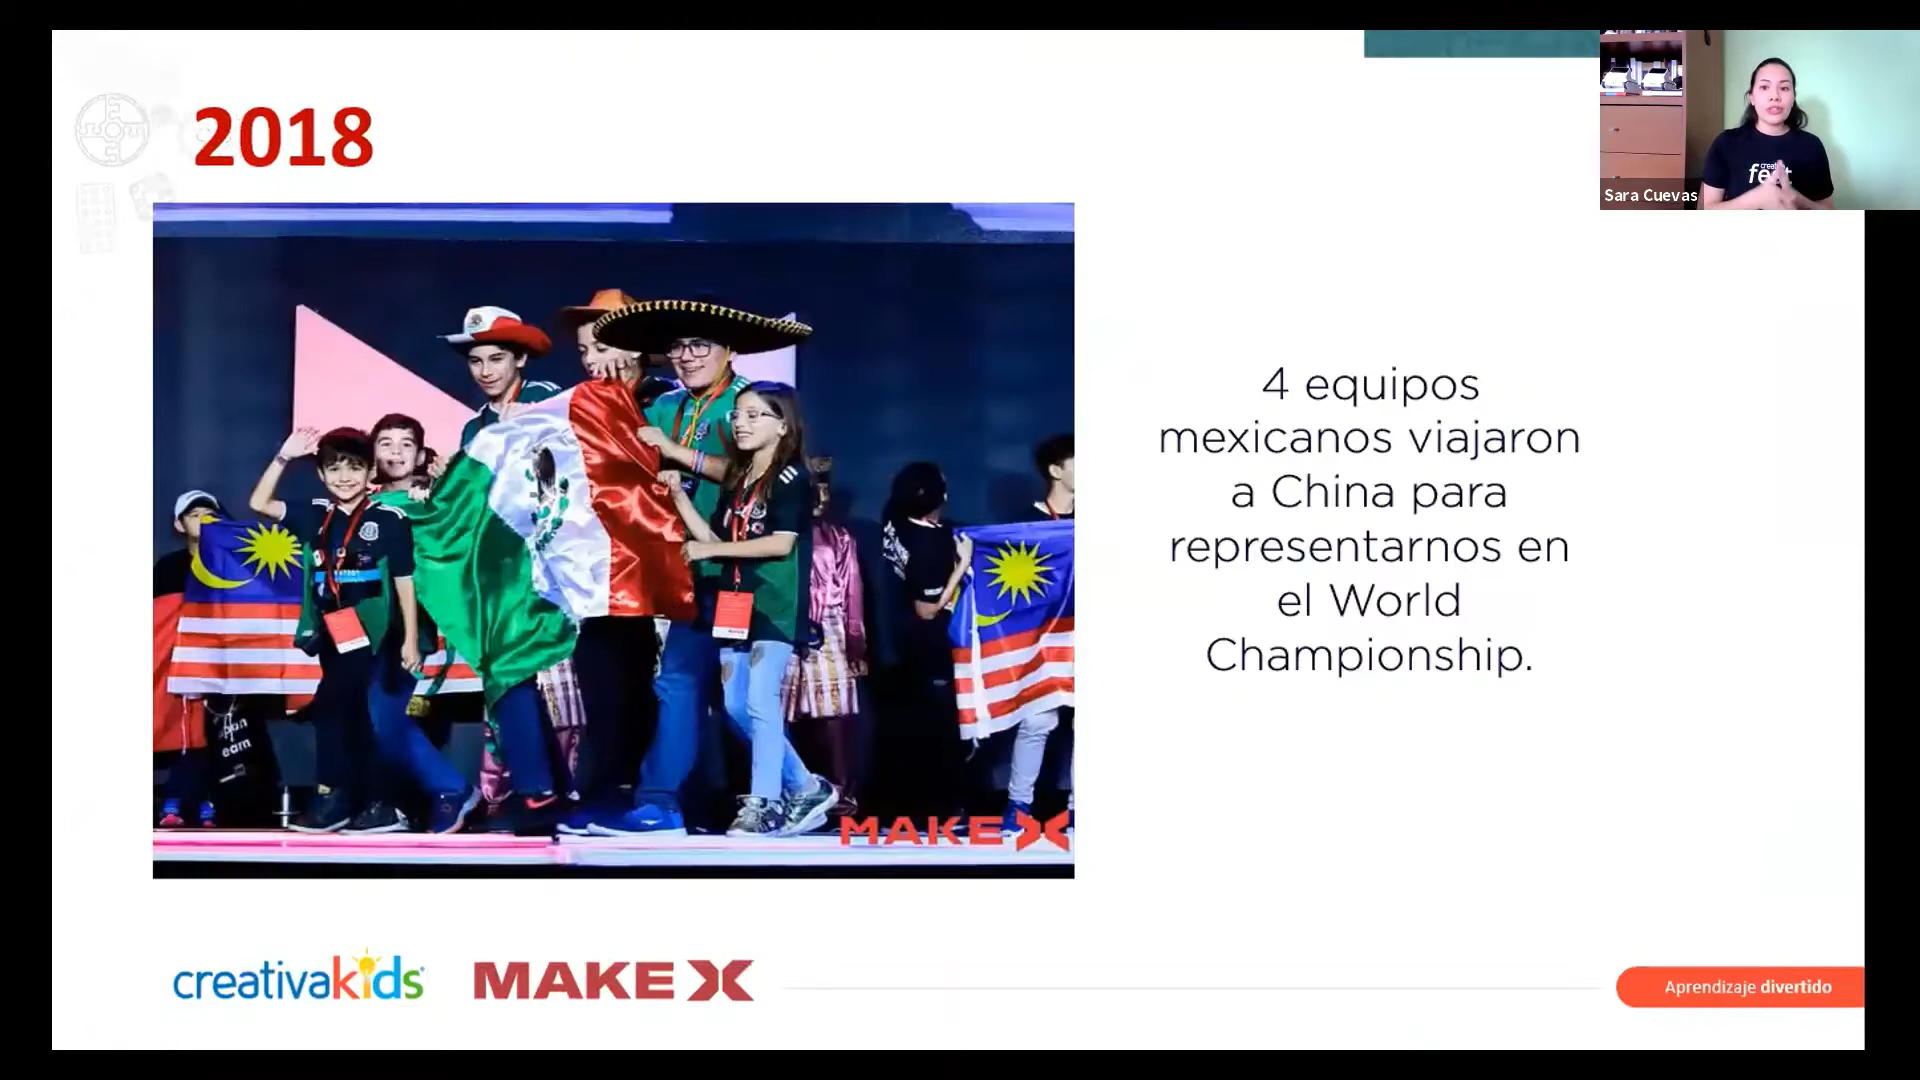 2018
Sara Cuevas
4 equipos
mexicanos viajaron
a China para
representarnos en
el World
Championship.
MAKE X
creativakids
MAKE X
Aprendizaje divertido